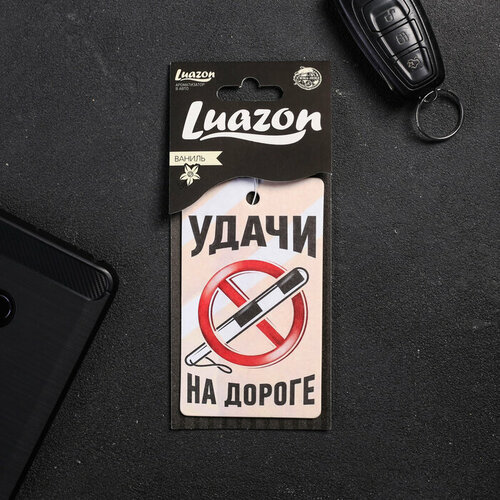 Luazon
АРОМАТИЗАТОР
В АВТО
Luazon
ВАНИЛЬ
УДАЧИ
НА ДОРОГЕ